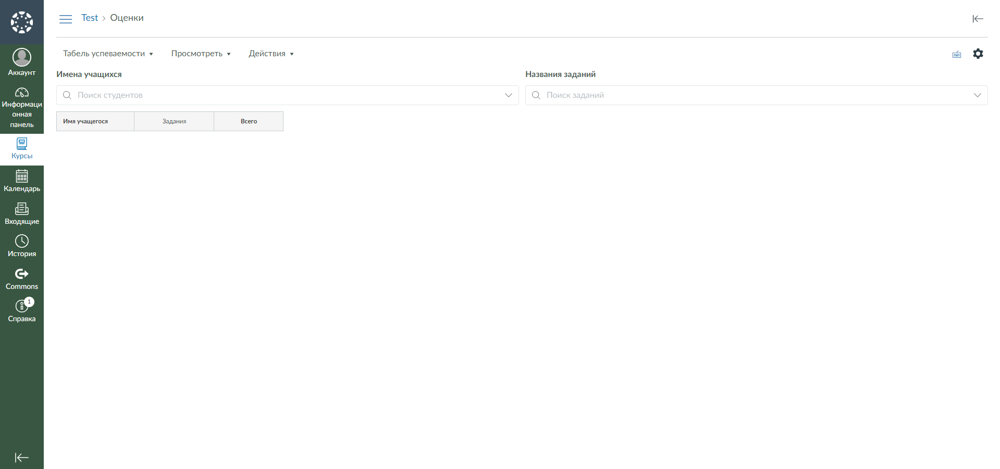 Test › Оценки
Аккаунт
Информаци
онная
панель
Курсы
Календарь
Входящие
История
Commons
1
Справка
Табель успеваемости
Просмотреть
Действия
Имена учащихся
Названия заданий
Поиск студентов
Поиск заданий
Имя учащегося
Задания
Всего